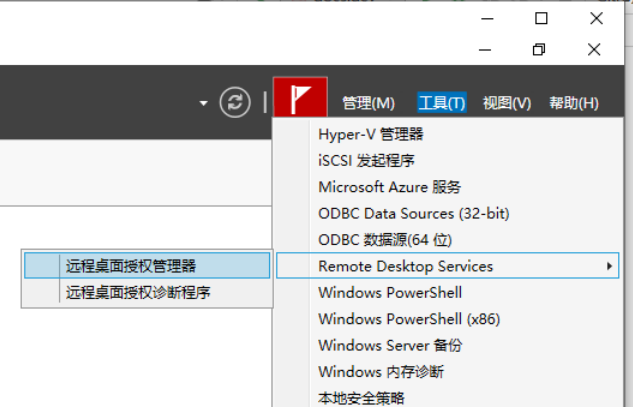 管理(M) 工具(T) 视图(V) 帮助(H)
Hyper-V 管理器
iSCSI 发起程序
Microsoft Azure 服务
ODBC Data Sources (32-bit)
ODBC 数据源(64 位)
Remote Desktop Services
远程桌面授权管理器
远程桌面授权诊断程序
Windows PowerShell
Windows PowerShell (x86)
Windows Server 备份
Windows 内存诊断
本地安全策略